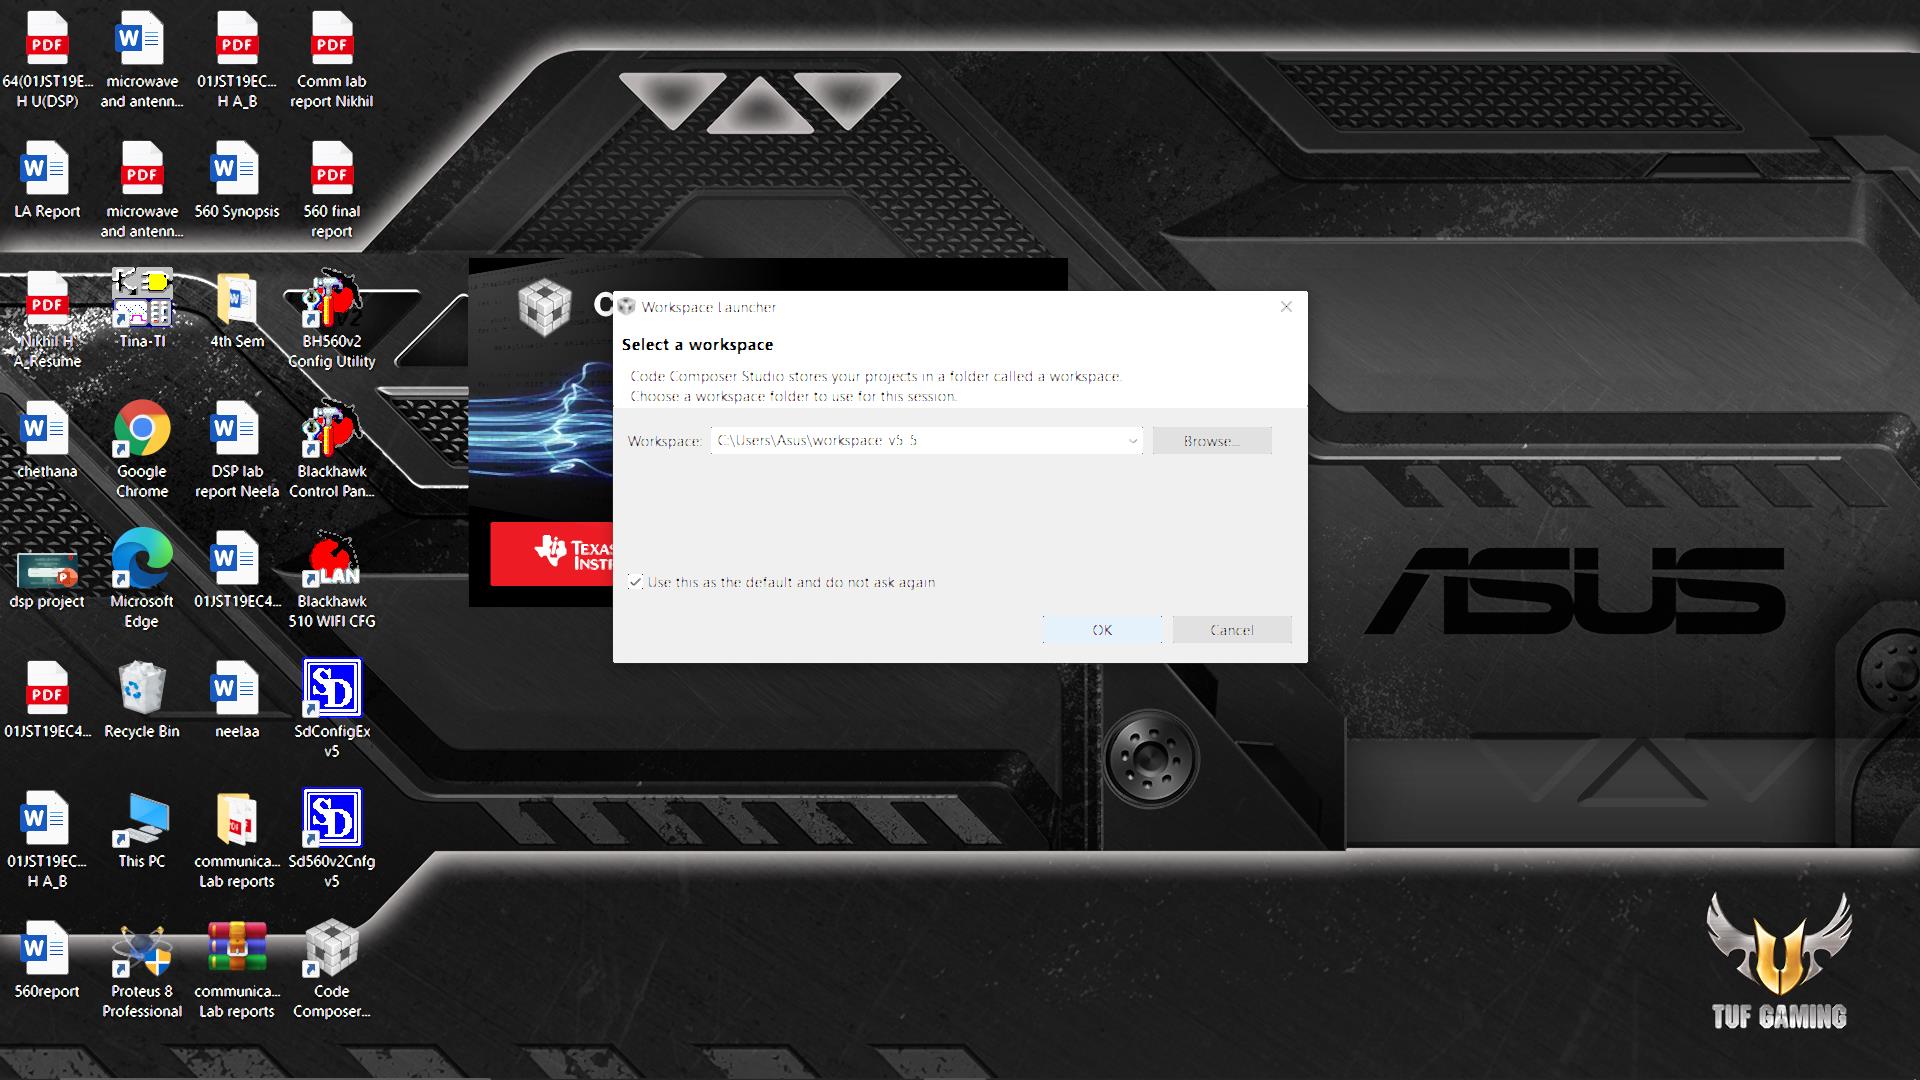 64(01JST19E...
H U(DSP)
microwave
and antenn...
01JST19EC...
H A_B
Comm lab
report Nikhil
LA Report
microwave
and antenn...
560 Synopsis
560 final
report
Nikhil H
A_Resume
Tina-TI
4th Sem
BH560v2
Config Utility
chethana
Google
Chrome
DSP lab
report Neela
Blackhawk
Control Pan...
dsp project
Microsoft
Edge
01JST19EC4...
Blackhawk
510 WIFI CFG
01JST19EC4...
Recycle Bin
neelaa
SdConfigEx
v5
01JST19EC...
H A_B
This PC
communica...
Lab reports
Sd560v2Cnfg
v5
560report
Proteus 8
Professional
communica...
Lab reports
Code
Composer...
PDF
PDF
PDF
PDF
PDF
PDF
PDF
W
W
W
W
W
W
W
W
W
LAN
SD
SD
C
TEXAS
INSTR
Workspace Launcher
Select a workspace
Code Composer Studio stores your projects in a folder called a workspace.
Choose a workspace folder to use for this session.
Workspace: C:\Users\Asus\workspace_v5_5 Browse...
Use this as the default and do not ask again
OK Cancel
ASUS
TUF GAMING